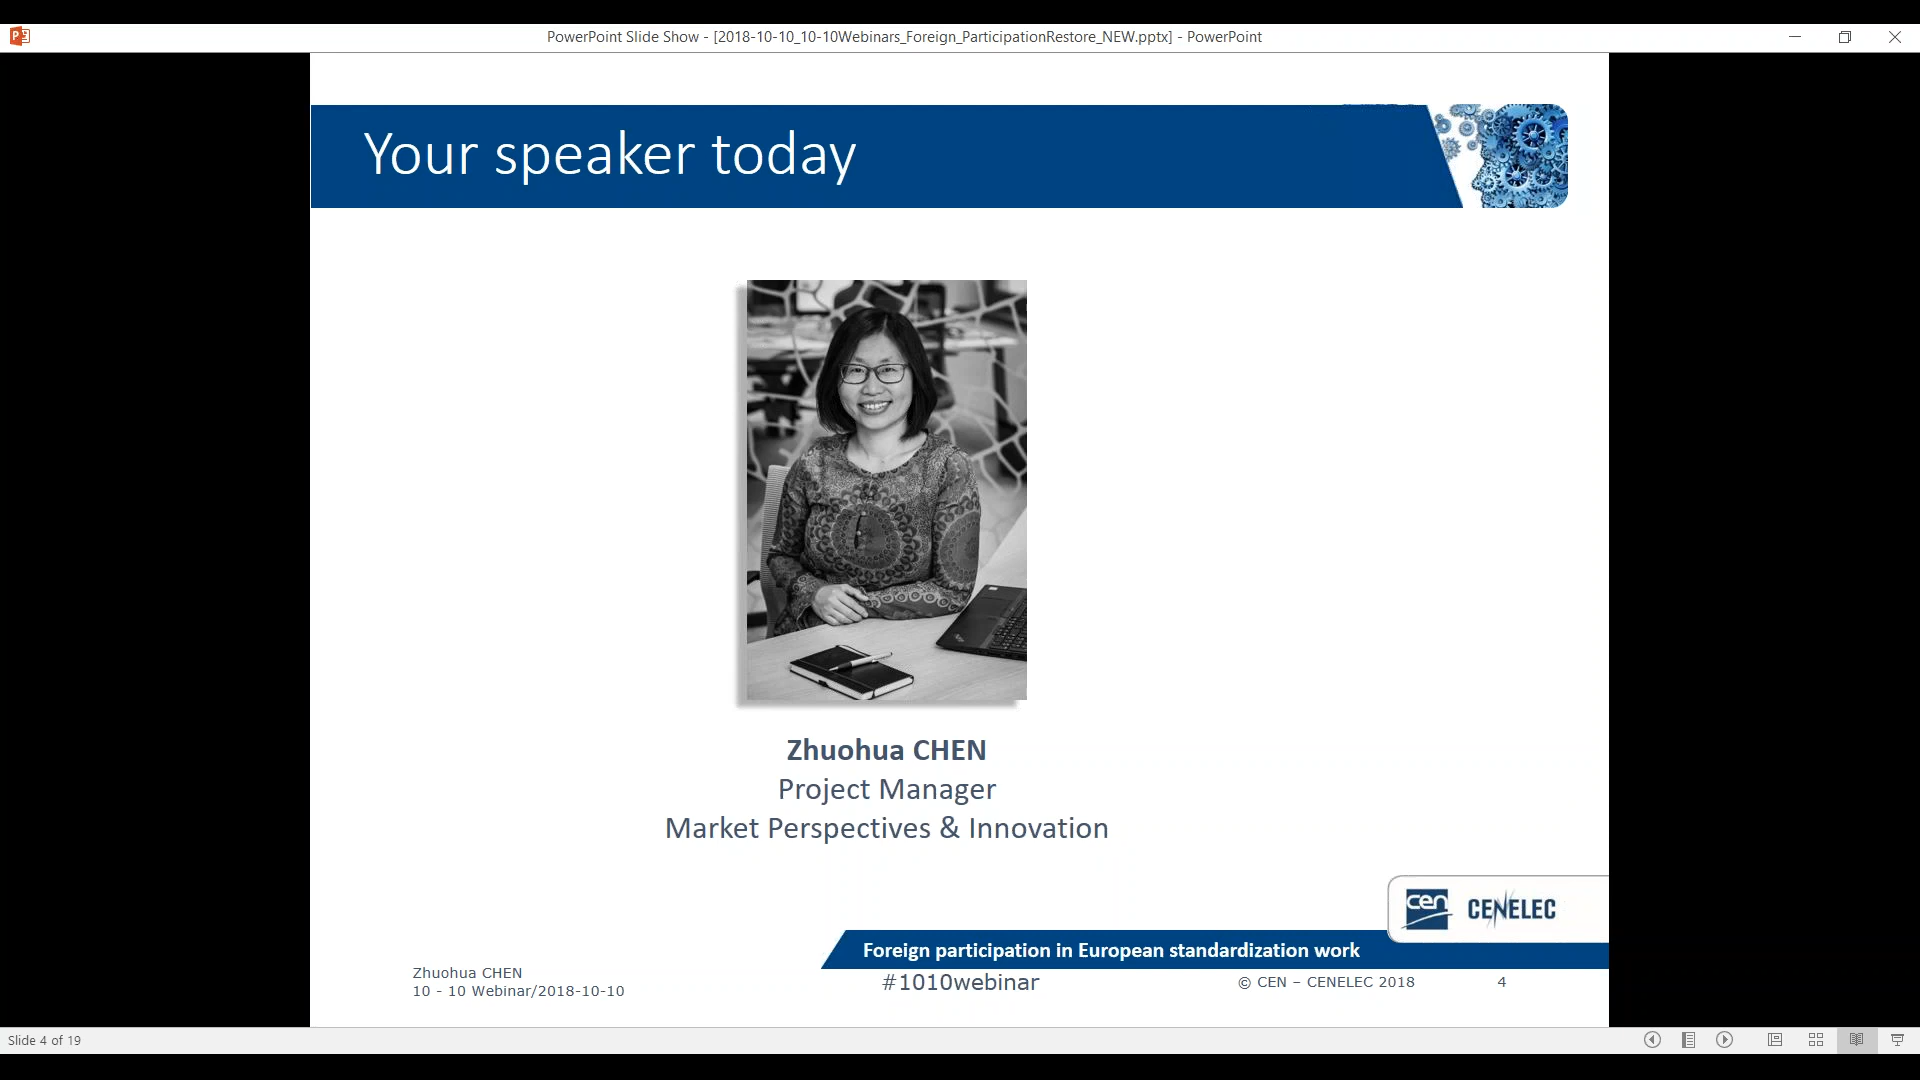 PowerPoint Slide Show - [2018-10-10_10-10Webinars_Foreign_ParticipationRestore_NEW.pptx] - PowerPoint
Your speaker today
Zhuohua CHEN
Project Manager
Market Perspectives & Innovation
cen
CENELEC
Foreign participation in European standardization work
Zhuohua CHEN
10 - 10 Webinar/2018-10-10
#1010webinar
© CEN – CENELEC 2018
4
Slide 4 of 19